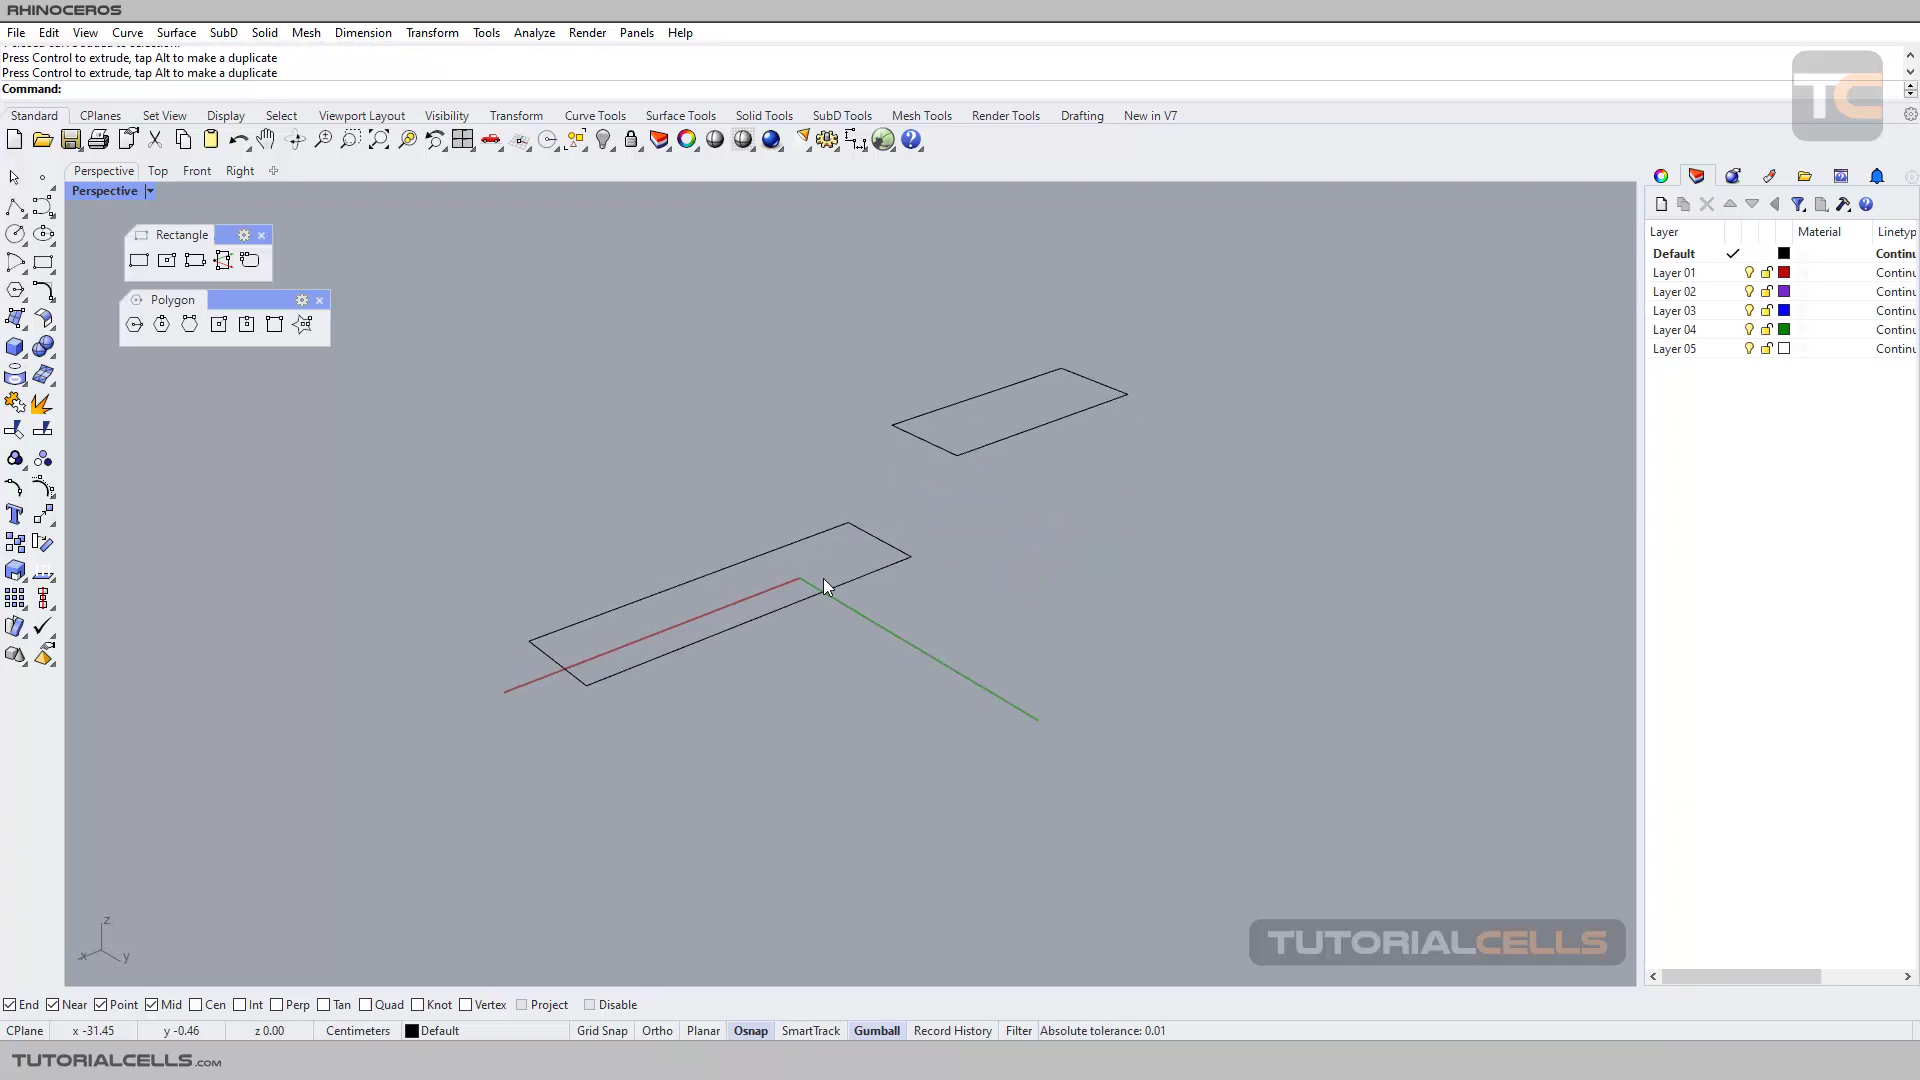 RHINOCEROS
File Edit View Curve Surface SubD Solid Mesh Dimension Transform Tools Analyze Render Panels Help
Press Control to extrude, tap Alt to make a duplicate
Press Control to extrude, tap Alt to make a duplicate
Command:
TC
Standard CPlanes Set View Display Select Viewport Layout Visibility Transform Curve Tools Surface Tools Solid Tools SubD Tools Mesh Tools Render Tools Drafting New in V7
Perspective Top Front Right
Perspective
Rectangle
Polygon
Layer Material Linetyp
Default Continu
Layer 01 Continu
Layer 02 Continu
Layer 03 Continu
Layer 04 Continu
Layer 05 Continu
z
x y
TUTORIALCELLS
End Near Point Mid Cen Int Perp Tan Quad Knot Vertex Project Disable
CPlane x -31.45 y -0.46 z 0.00 Centimeters Default Grid Snap Ortho Planar Osnap SmartTrack Gumball Record History Filter Absolute tolerance: 0.01
TUTORIALCELLS.COM